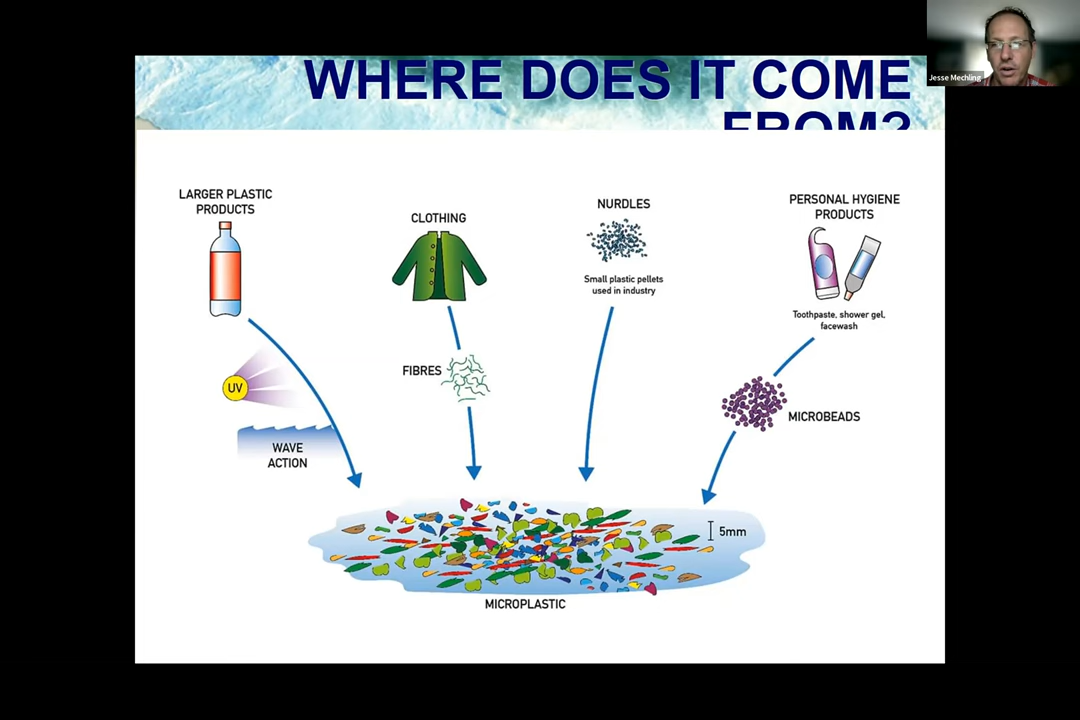 WHERE DOES IT COME
FROM?
Jesse Mechling
LARGER PLASTIC
PRODUCTS
CLOTHING
NURDLES
Small plastic pellets
used in industry
PERSONAL HYGIENE
PRODUCTS
Toothpaste, shower gel,
facewash
UV
WAVE
ACTION
FIBRES
MICROBEADS
5mm
MICROPLASTIC